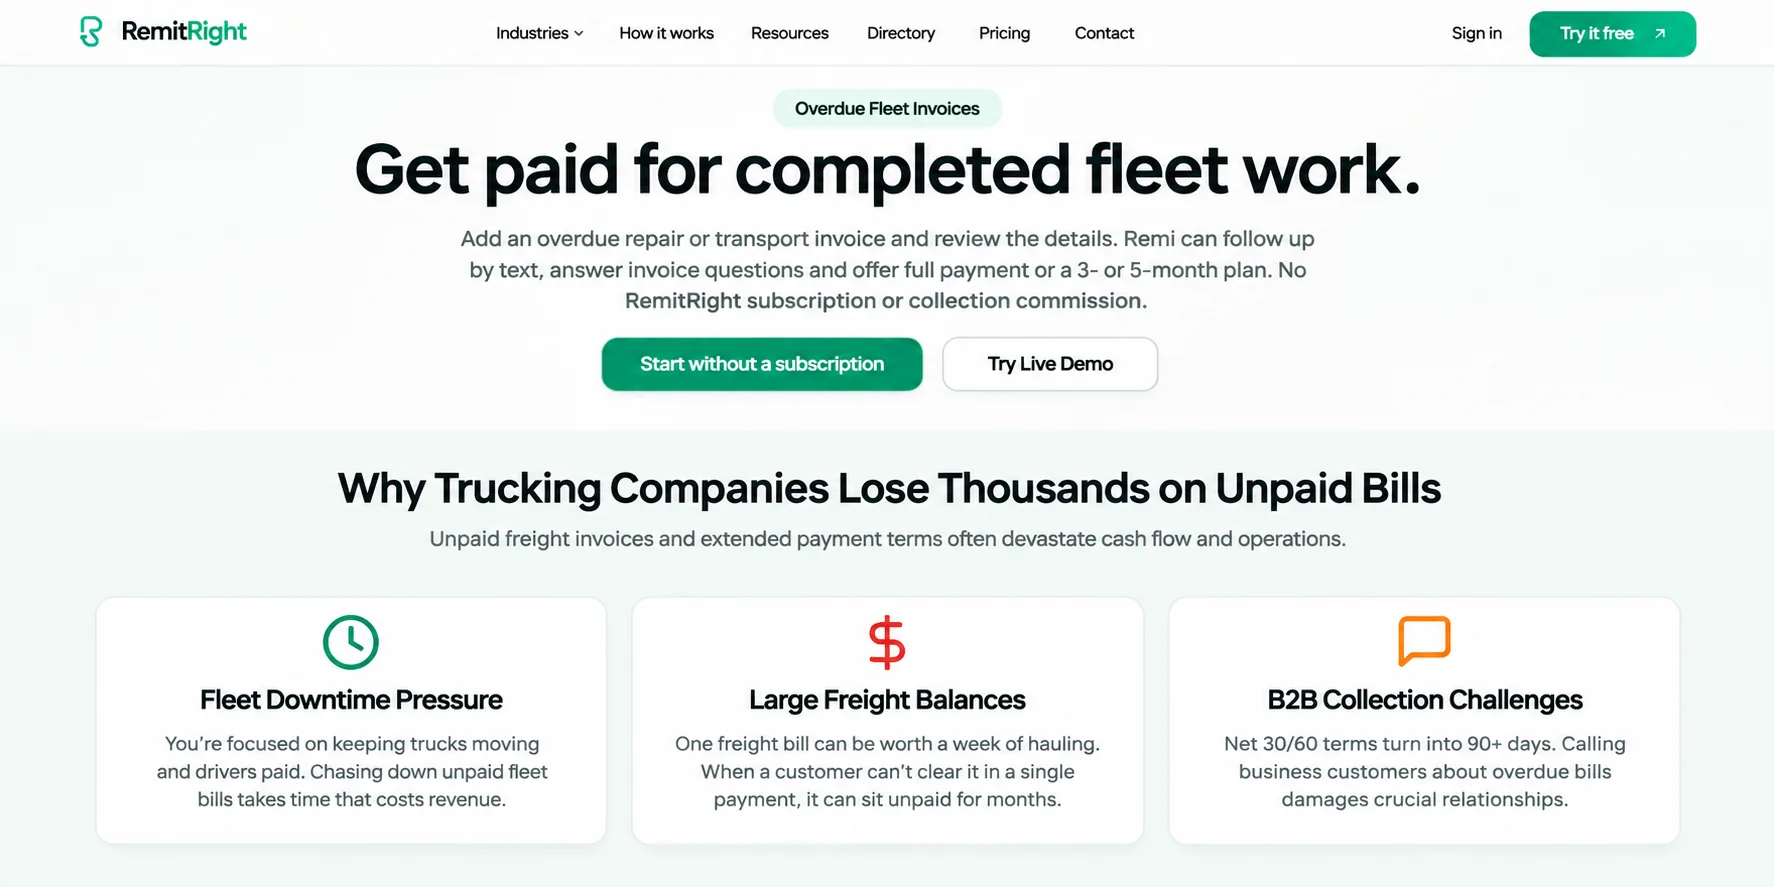 RemitRight
Industries
How it works
Resources
Directory
Pricing
Contact
Sign in
Try it free
Overdue Fleet Invoices
Get paid for completed fleet work.
Add an overdue repair or transport invoice and review the details. Remi can follow up
by text, answer invoice questions and offer full payment or a 3- or 5-month plan. No
RemitRight subscription or collection commission.
Start without a subscription
Try Live Demo
Why Trucking Companies Lose Thousands on Unpaid Bills
Unpaid freight invoices and extended payment terms often devastate cash flow and operations.
Fleet Downtime Pressure
You're focused on keeping trucks moving
and drivers paid. Chasing down unpaid fleet
bills takes time that costs revenue.
Large Freight Balances
One freight bill can be worth a week of hauling.
When a customer can't clear it in a single
payment, it can sit unpaid for months.
B2B Collection Challenges
Net 30/60 terms turn into 90+ days. Calling
business customers about overdue bills
damages crucial relationships.